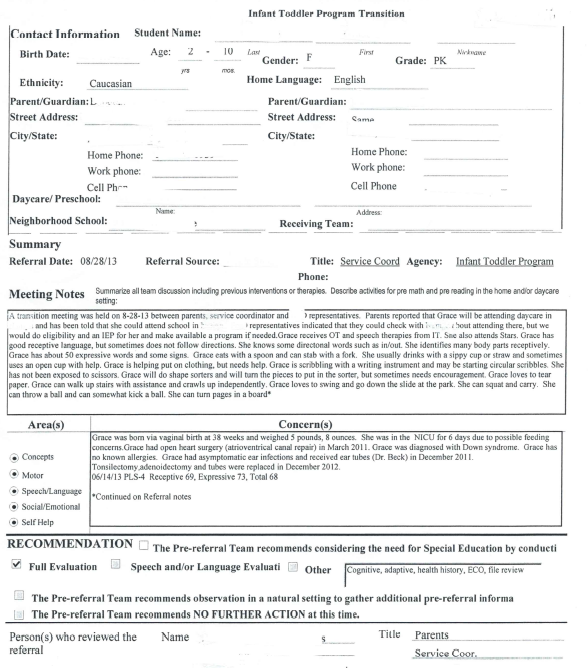 Infant Toddler Program Transition
Contact Information Student Name:
Last First Nickname
Birth Date: Age: 2 - 10 Gender: F Grade: PK
yrs mos.
Ethnicity: Caucasian Home Language: English
Parent/Guardian: L Parent/Guardian:
Street Address: Street Address: Same
City/State: City/State:
Home Phone: Home Phone:
Work phone: Work phone:
Cell Cell Phone
Daycare/ Preschool:
Name: Address:
Neighborhood School: Receiving Team:
Summary
Referral Date: 08/28/13 Referral Source: Title: Service Coord Agency: Infant Toddler Program
Phone:
Meeting Notes Summarize all team discussion including previous interventions or therapies. Describe activities for pre math and pre reading in the home and/or daycare
setting:
A transition meeting was held on 8-28-13 between parents, service coordinator and representatives. Parents reported that Grace will be attending daycare in
and has been told that she could attend school in representatives indicated that they could check with about attending there, but we
would do eligibility and an IEP for her and make available a program if needed.Grace receives OT and speech therapies from IT. She also attends Stars. Grace has
good receptive language, but sometimes does not follow directions. She knows some directonal words such as in/out. She identifies many body parts receptively.
Grace has about 50 expressive words and some signs. Grace eats with a spoon and can stab with a fork. She usually drinks with a sippy cup or straw and sometimes
uses an open cup with help. Grace is helping put on clothing, but needs help. Grace is scribbling with a writing instrument and may be starting circular scribbles. She
has not been exposed to scissors. Grace will do shape sorters and will turn the pieces to put in the sorter, but sometimes needs encouragement. Grace loves to tear
paper. Grace can walk up stairs with assistance and crawls up independently. Grace loves to swing and go down the slide at the park. She can squat and carry. She
can throw a ball and can somewhat kick a ball. She can turn pages in a board*
Area(s) Concern(s)
Grace was born via vaginal birth at 38 weeks and weighed 5 pounds, 8 ounces. She was in the NICU for 6 days due to possible feeding
concerns.Grace had open heart surgery (atrioventrical canal repair) in March 2011. Grace was diagnosed with Down syndrome. Grace has
no known allergies. Grace had asymptomatic ear infections and received ear tubes (Dr. Beck) in December 2011.
Tonsilectomy,adenoidectomy and tubes were replaced in December 2012.
06/14/13 PLS-4 Receptive 69, Expressive 73, Total 68
*Continued on Referral notes
Concepts
Motor
Speech/Language
Social/Emotional
Self Help
RECOMMENDATION The Pre-referral Team recommends considering the need for Special Education by conducti
Full Evaluation Speech and/or Language Evaluati Other Cognitive, adaptive, health history, ECO, file review
The Pre-referral Team recommends observation in a natural setting to gather additional pre-referral informa
The Pre-referral Team recommends NO FURTHER ACTION at this time.
Person(s) who reviewed the Name Title Parents
referral Service Coor.